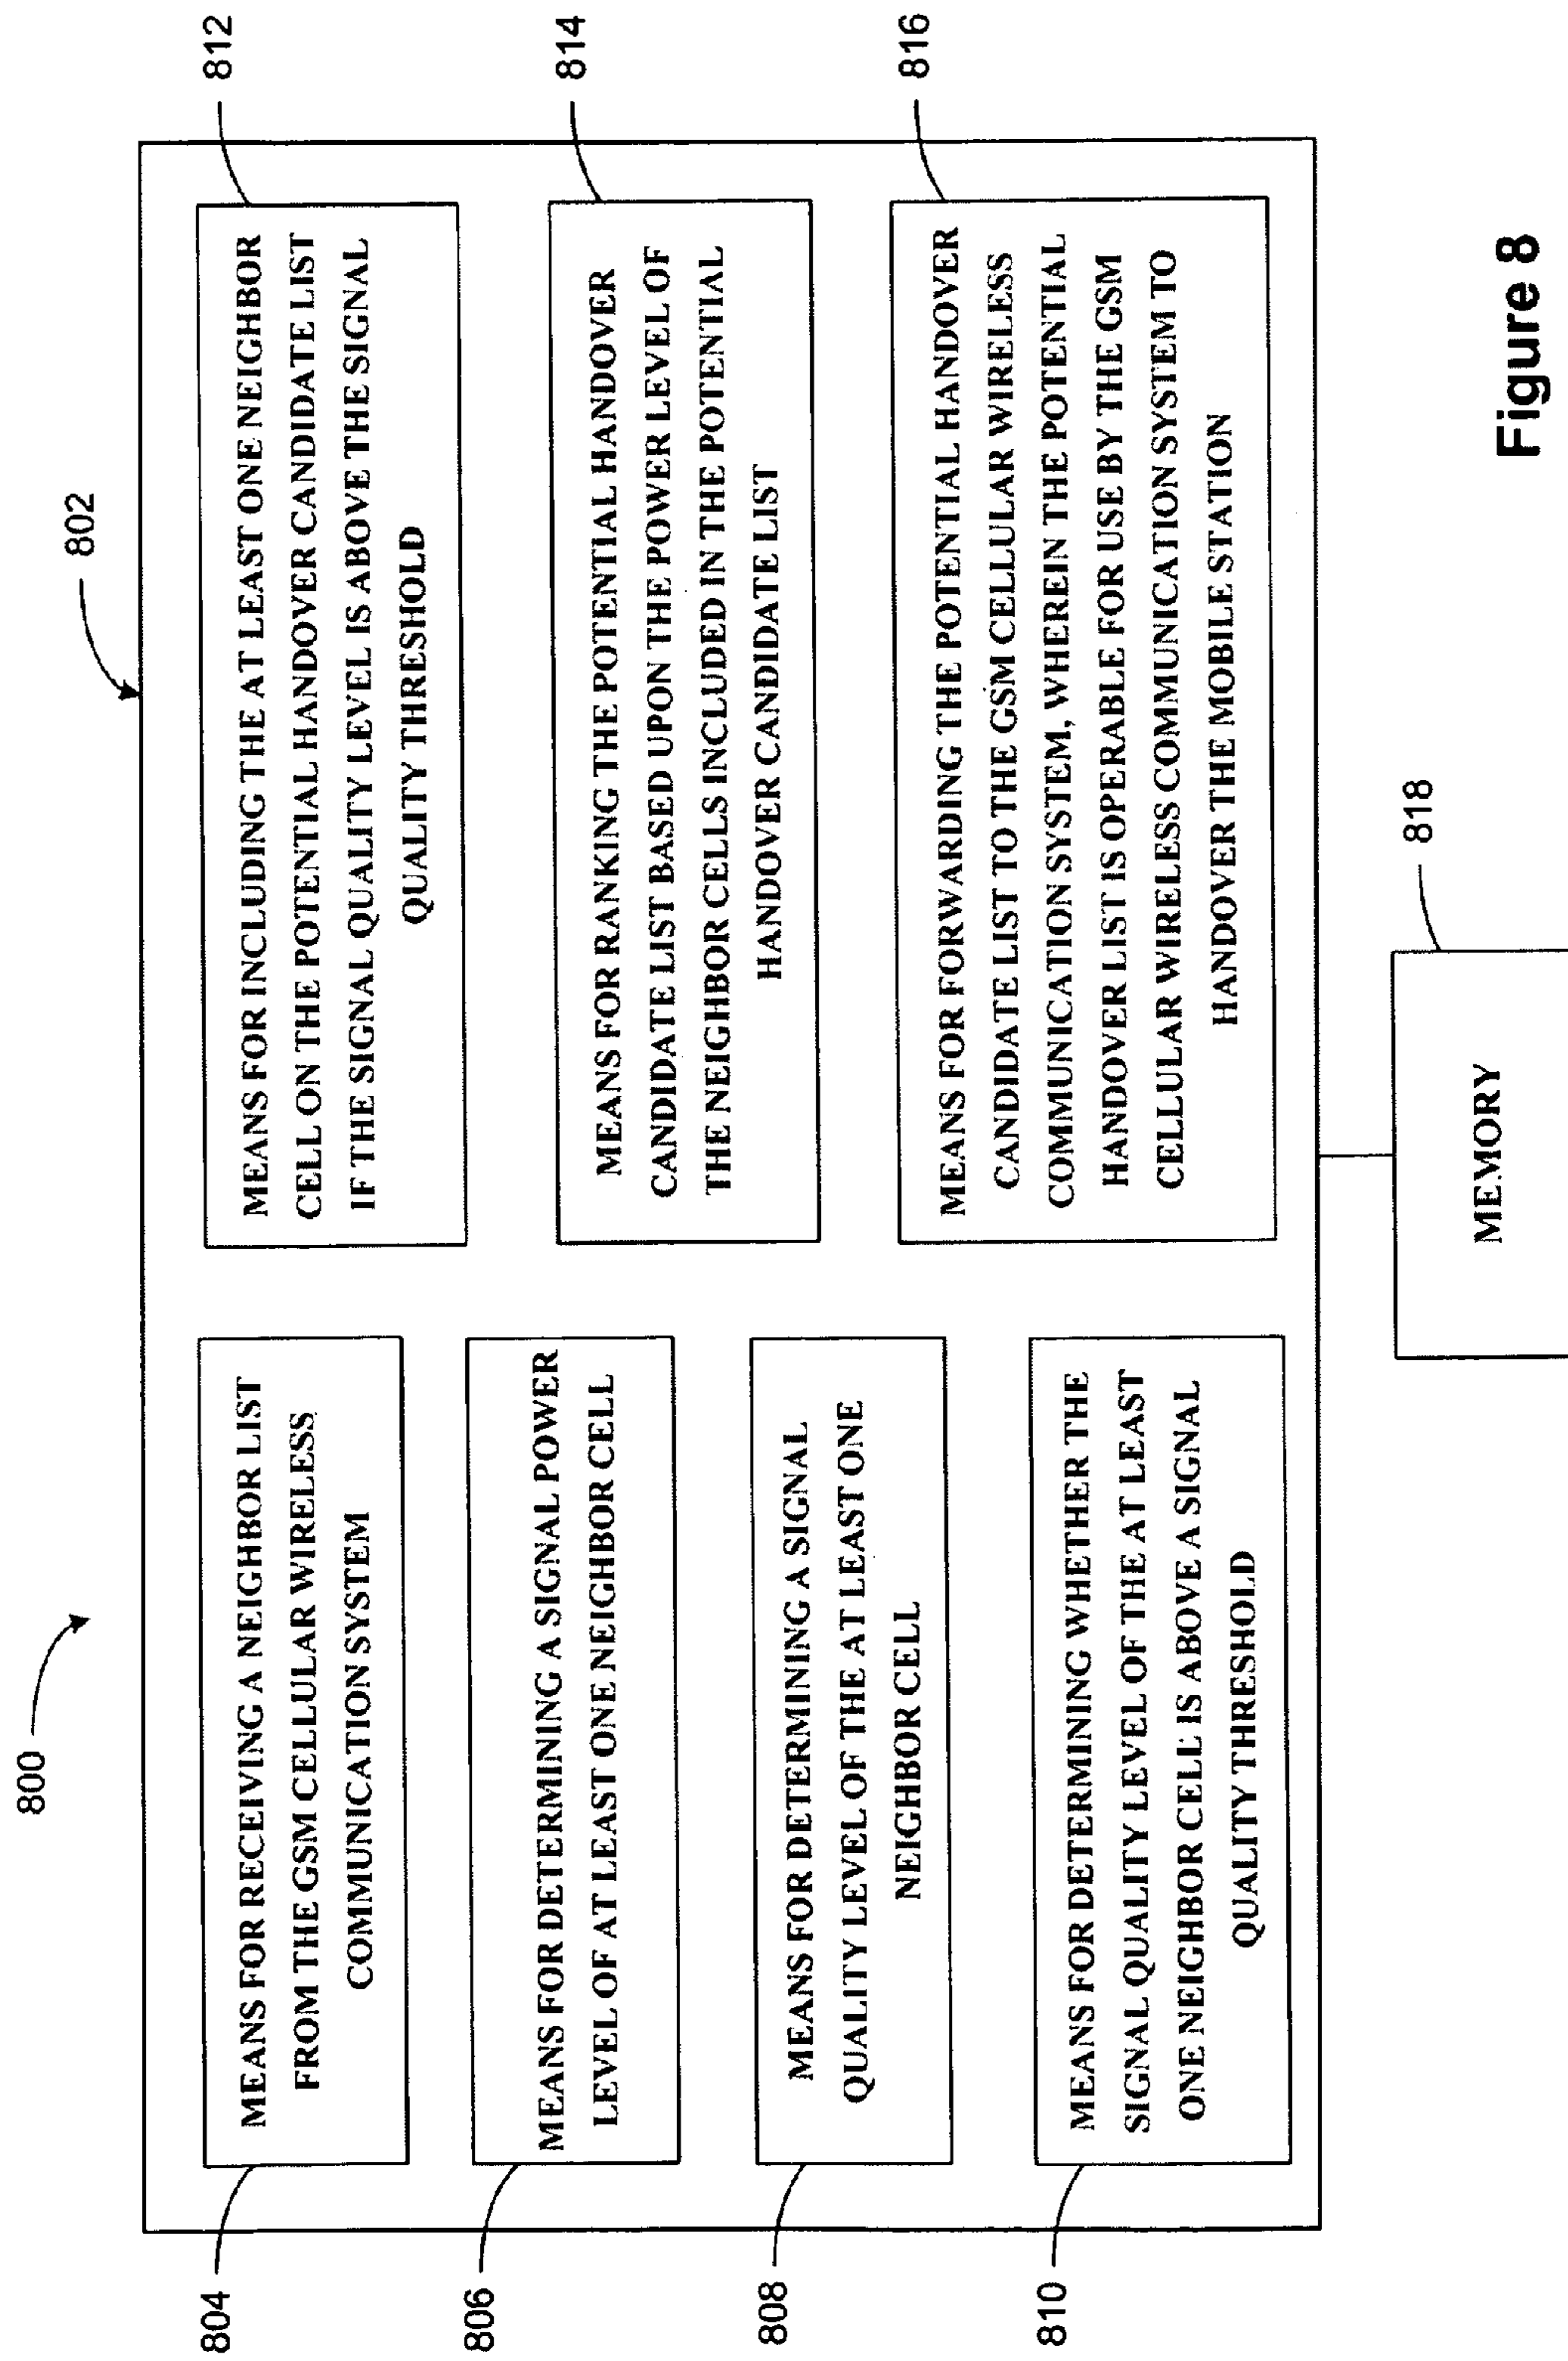 800
802
804
MEANS FOR RECEIVING A NEIGHBOR LIST
FROM THE GSM CELLULAR WIRELESS
COMMUNICATION SYSTEM
806
MEANS FOR DETERMINING A SIGNAL POWER
LEVEL OF AT LEAST ONE NEIGHBOR CELL
808
MEANS FOR DETERMINING A SIGNAL
QUALITY LEVEL OF THE AT LEAST ONE
NEIGHBOR CELL
810
MEANS FOR DETERMINING WHETHER THE
SIGNAL QUALITY LEVEL OF THE AT LEAST
ONE NEIGHBOR CELL IS ABOVE A SIGNAL
QUALITY THRESHOLD
812
MEANS FOR INCLUDING THE AT LEAST ONE NEIGHBOR
CELL ON THE POTENTIAL HANDOVER CANDIDATE LIST
IF THE SIGNAL QUALITY LEVEL IS ABOVE THE SIGNAL
QUALITY THRESHOLD
814
MEANS FOR RANKING THE POTENTIAL HANDOVER
CANDIDATE LIST BASED UPON THE POWER LEVEL OF
THE NEIGHBOR CELLS INCLUDED IN THE POTENTIAL
HANDOVER CANDIDATE LIST
816
MEANS FOR FORWARDING THE POTENTIAL HANDOVER
CANDIDATE LIST TO THE GSM CELLULAR WIRELESS
COMMUNICATION SYSTEM, WHEREIN THE POTENTIAL
HANDOVER LIST IS OPERABLE FOR USE BY THE GSM
CELLULAR WIRELESS COMMUNICATION SYSTEM TO
HANDOVER THE MOBILE STATION
818
MEMORY
Figure 8